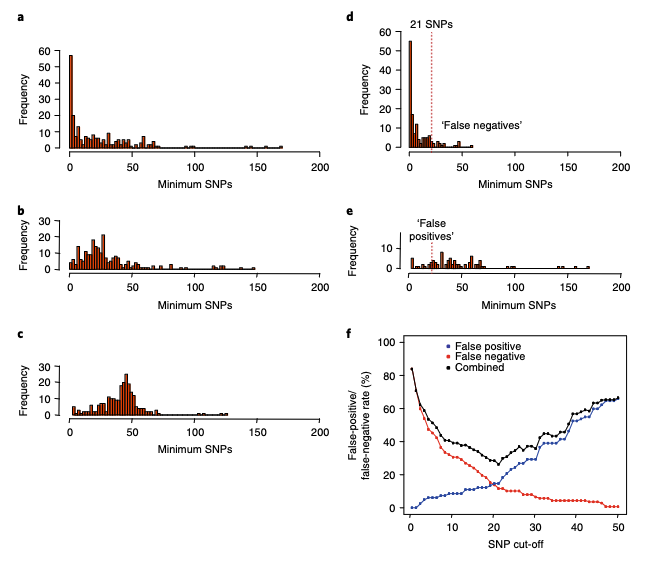 a
60
50
40
30
20
10
0
Frequency
0 50 100 150 200
Minimum SNPs
b
30
20
10
0
Frequency
0 50 100 150 200
Minimum SNPs
c
30
20
10
0
Frequency
0 50 100 150 200
Minimum SNPs
d
21 SNPs
60
50
40
30
20
10
0
Frequency
‘False negatives’
0 50 100 150 200
Minimum SNPs
e
‘False
positives’
10
0
Frequency
0 50 100 150 200
Minimum SNPs
f
100
80
60
40
20
0
False-positive/
false-negative rate (%)
False positive
False negative
Combined
0 10 20 30 40 50
SNP cut-off